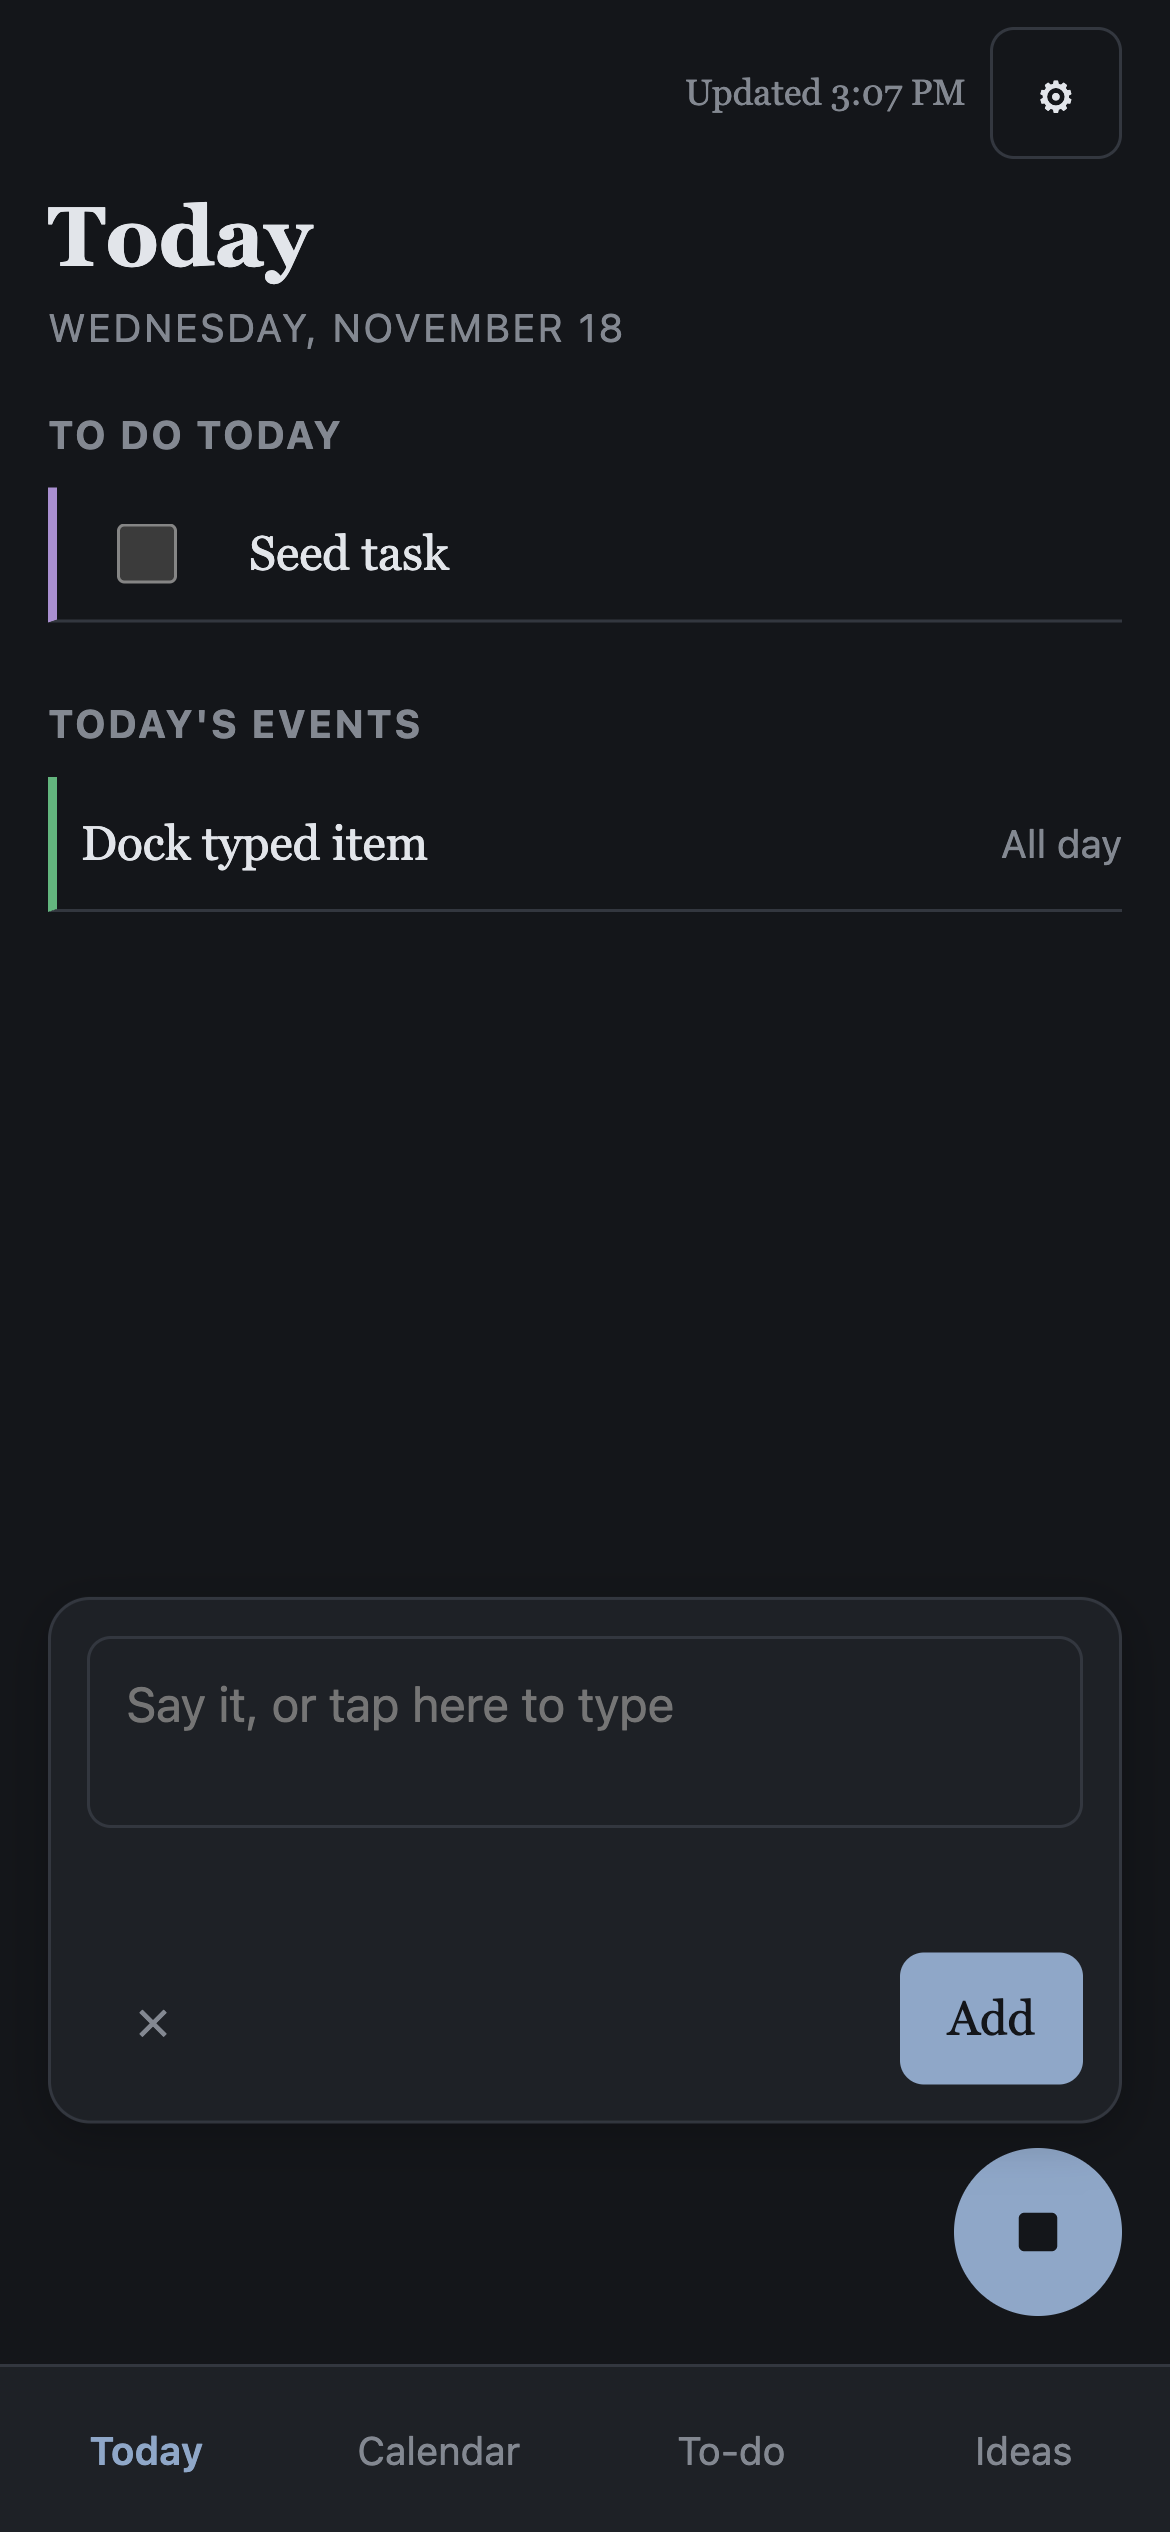 Updated 3:07 PM
Today
WEDNESDAY, NOVEMBER 18
TO DO TODAY
Seed task
TODAY'S EVENTS
Dock typed item All day
Say it, or tap here to type
Add
Today Calendar To-do Ideas